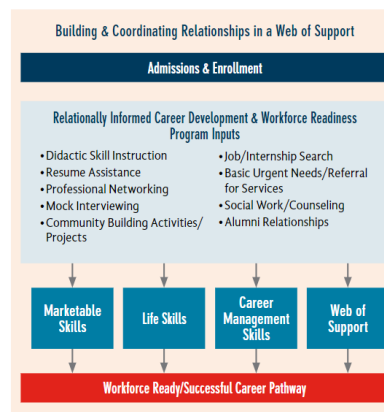 Building & Coordinating Relationships in a Web of Support
Admissions & Enrollment
Relationally Informed Career Development & Workforce Readiness
Program Inputs
•Didactic Skill Instruction
•Resume Assistance
•Professional Networking
•Mock Interviewing
•Community Building Activities/
Projects
•Job/Internship Search
•Basic Urgent Needs/Referral
for Services
•Social Work/Counseling
•Alumni Relationships
Marketable
Skills
Life Skills
Career
Management
Skills
Web of
Support
Workforce Ready/Successful Career Pathway